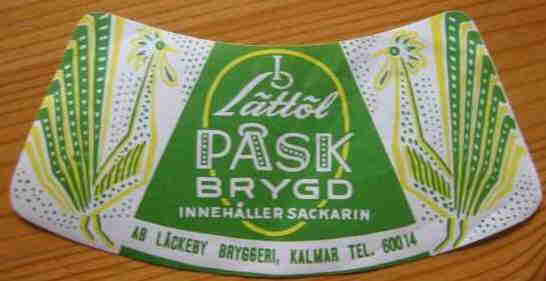 I
Lättöl
PÅSK
BRYGD
INNEHÅLLER SACKARIN
AB LÄCKEBY BRYGGERI, KALMAR TEL. 60014